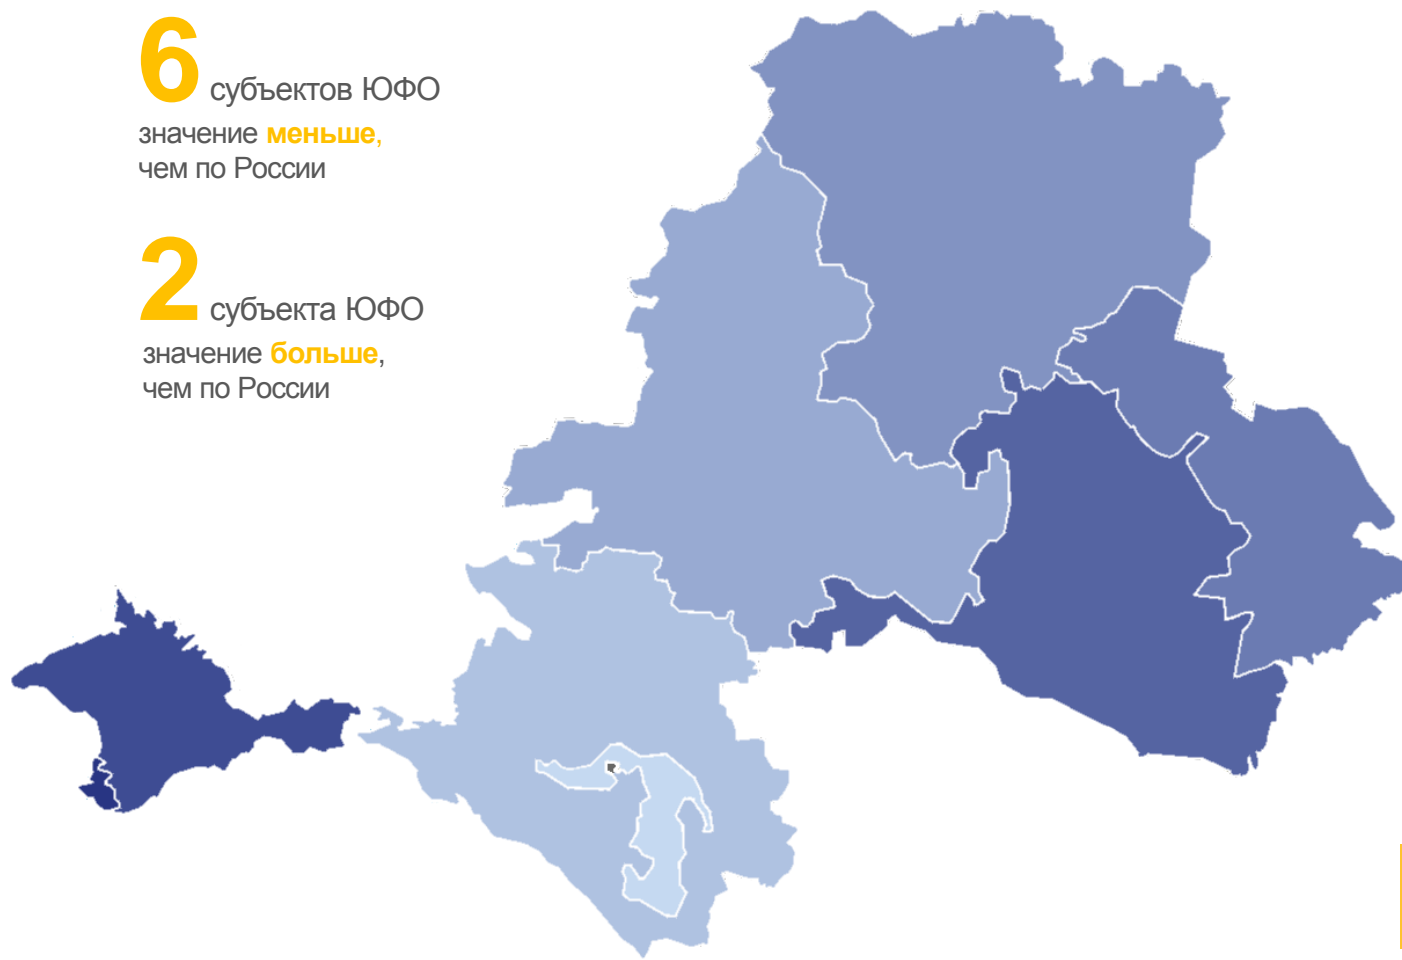 6 субъектов ЮФО
значение меньше,
чем по России
2 субъекта ЮФО
значение больше,
чем по России